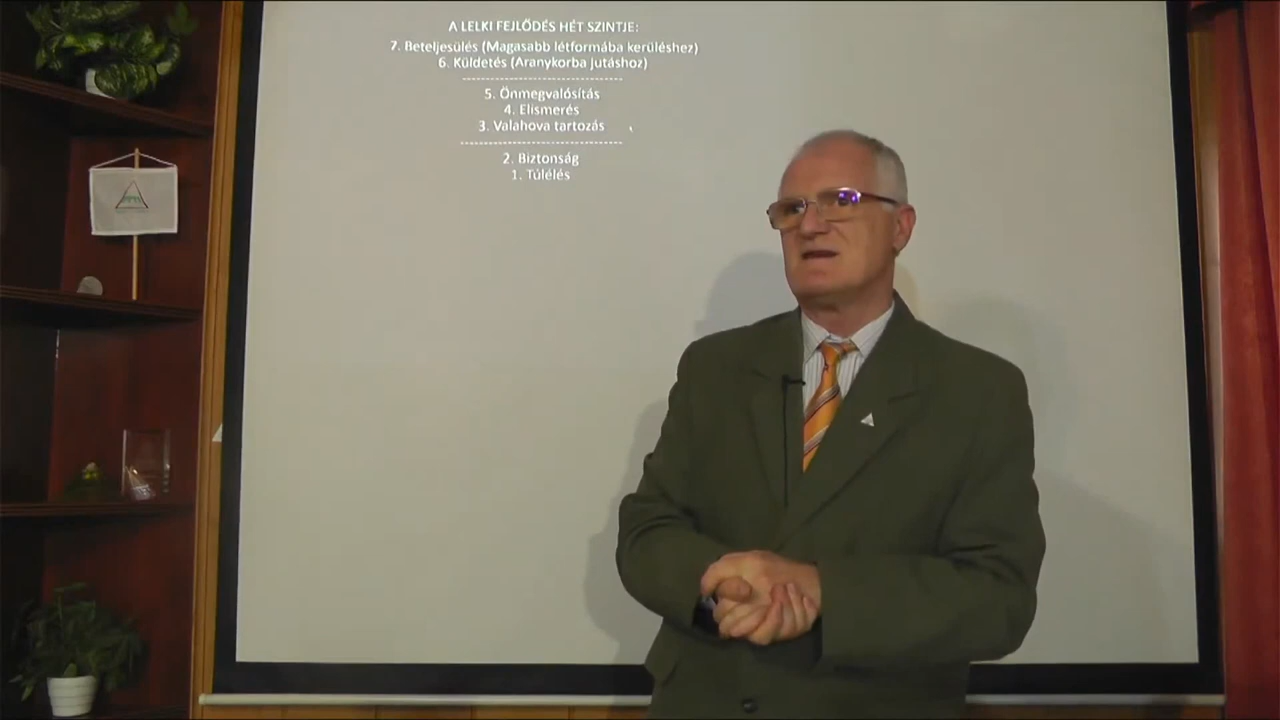 A LELKI FEJLŐDÉS HÉT SZINTJE:
7. Beteljesülés (Magasabb létformába kerüléshez)
6. Küldetés (Aranykorba jutáshoz)
--------------------------------
5. Önmegvalósítás
4. Elismerés
3. Valahova tartozás
--------------------------------
2. Biztonság
1. Túlélés